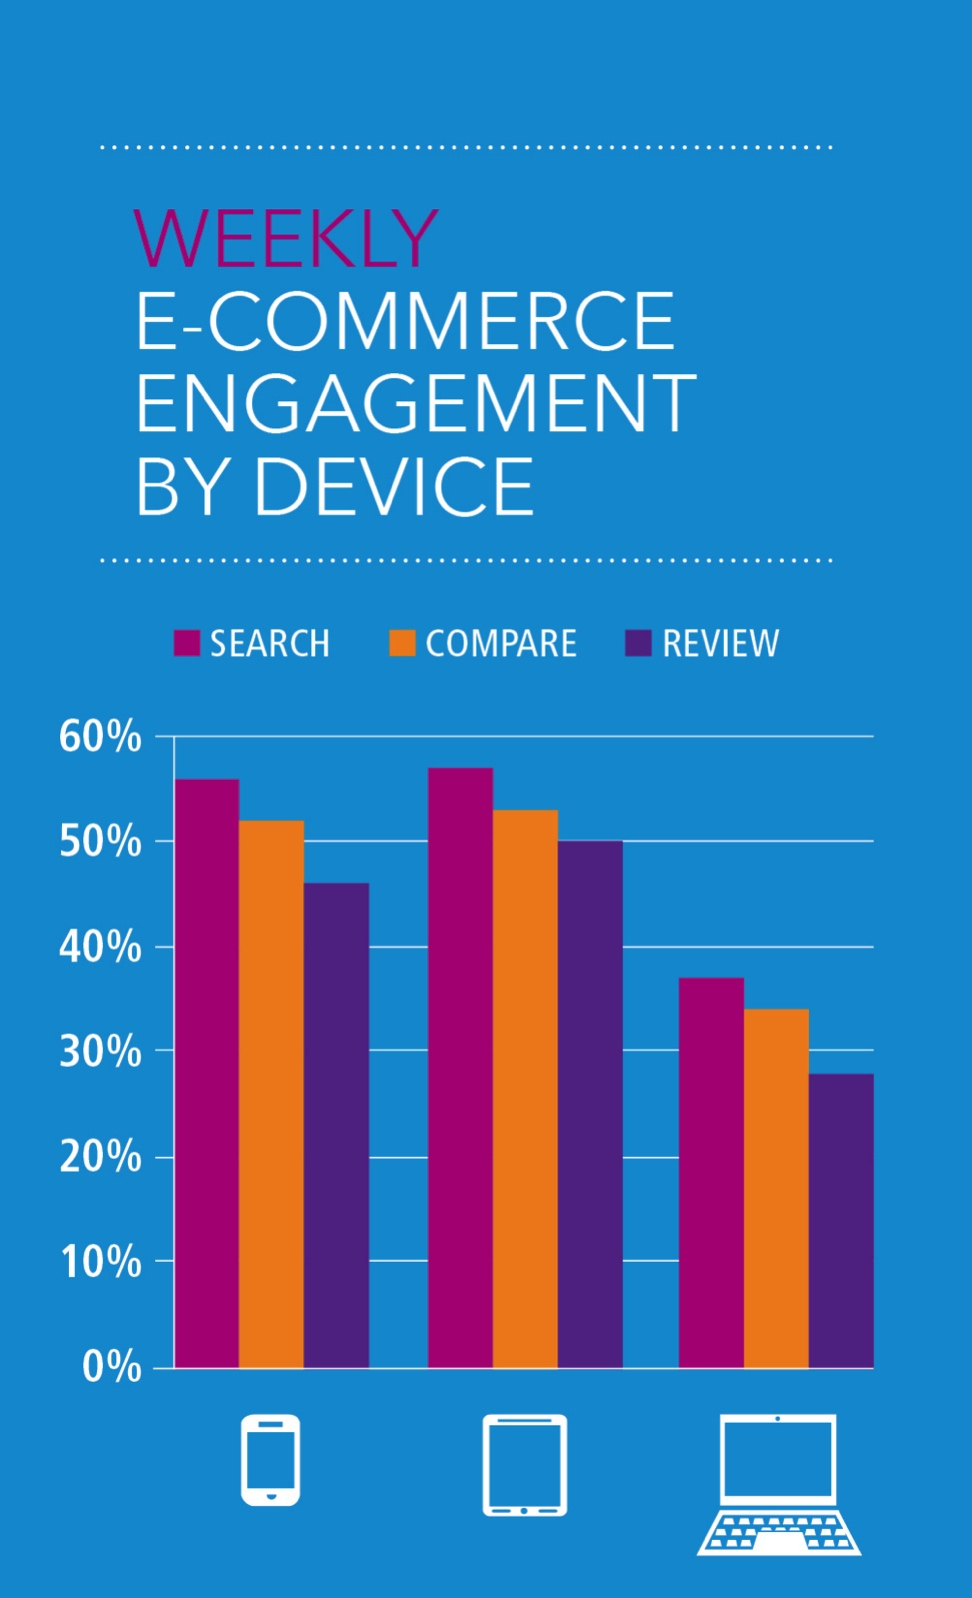 WEEKLY
E-COMMERCE
ENGAGEMENT
BY DEVICE
SEARCH COMPARE REVIEW
60%
50%
40%
30%
20%
10%
0%